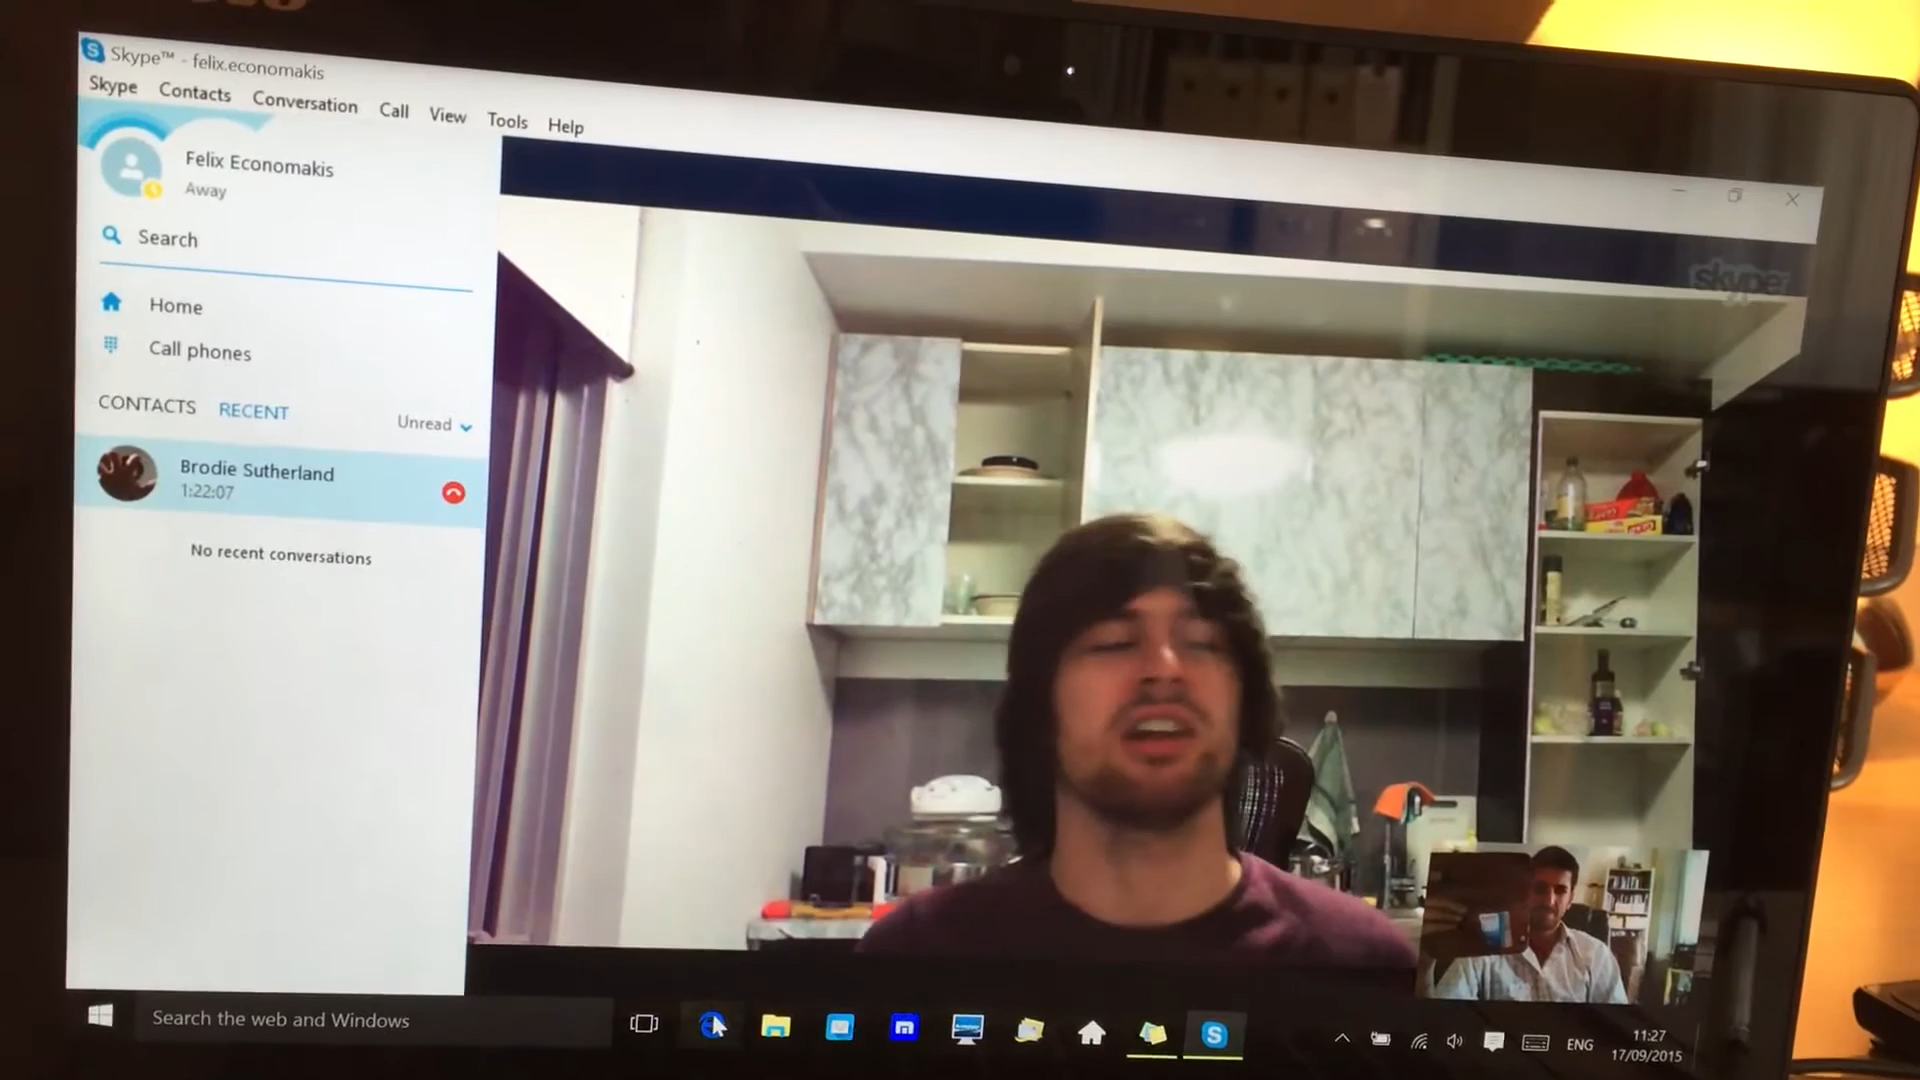 Skype™ - felix.economakis
Skype Contacts Conversation Call View Tools Help
Felix Economakis
Away
Search
Home
Call phones
CONTACTS RECENT
Unread
Brodie Sutherland
1:22:07
No recent conversations
skype
Search the web and Windows
ENG
11:27
17/09/2015